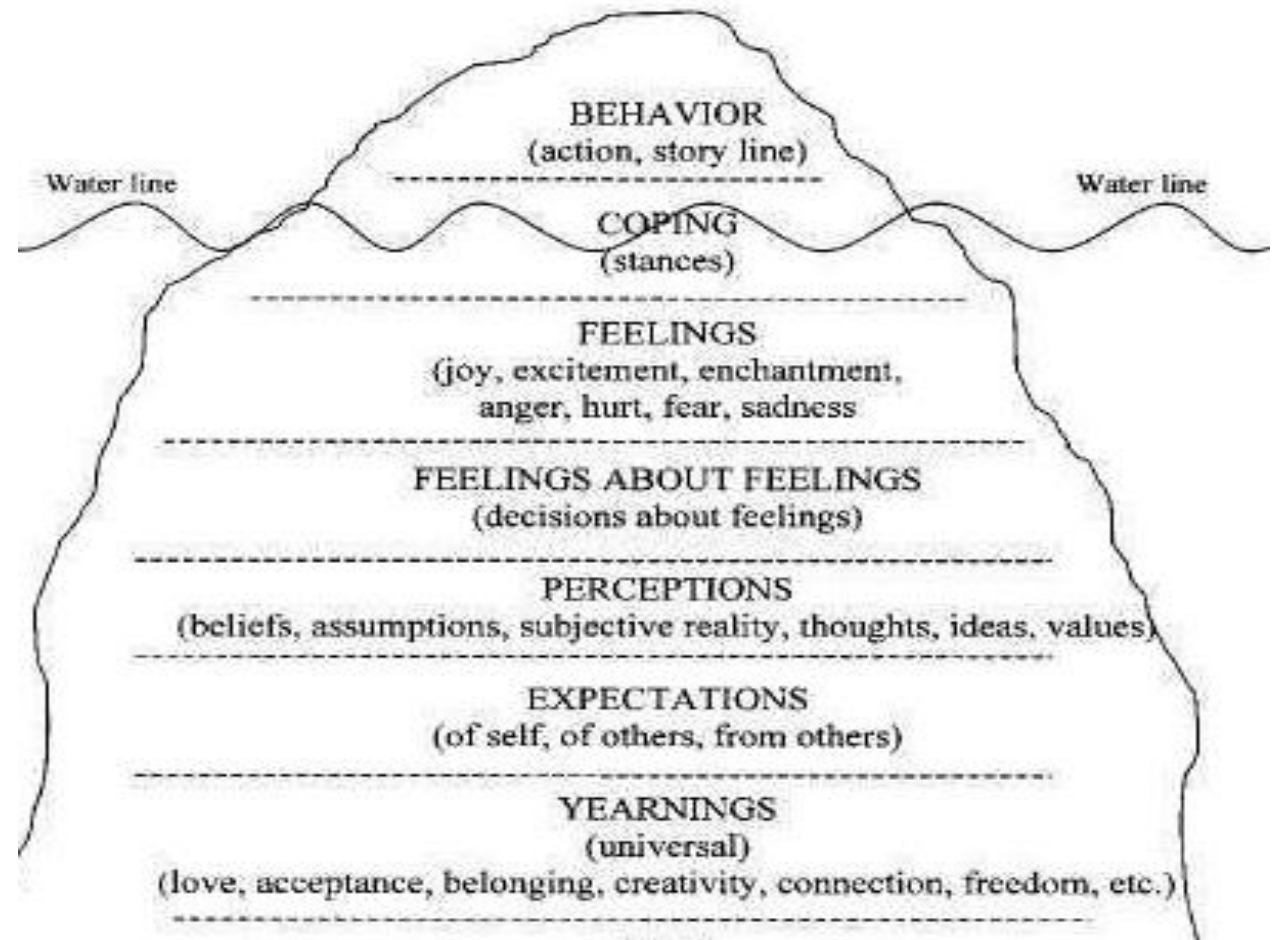 BEHAVIOR
(action, story line)
Water line
Water line
COPING
(stances)
FEELINGS
(joy, excitement, enchantment,
anger, hurt, fear, sadness
FEELINGS ABOUT FEELINGS
(decisions about feelings)
PERCEPTIONS
(beliefs, assumptions, subjective reality, thoughts, ideas, values)
EXPECTATIONS
(of self, of others, from others)
YEARNINGS
(universal)
(love, acceptance, belonging, creativity, connection, freedom, etc.)